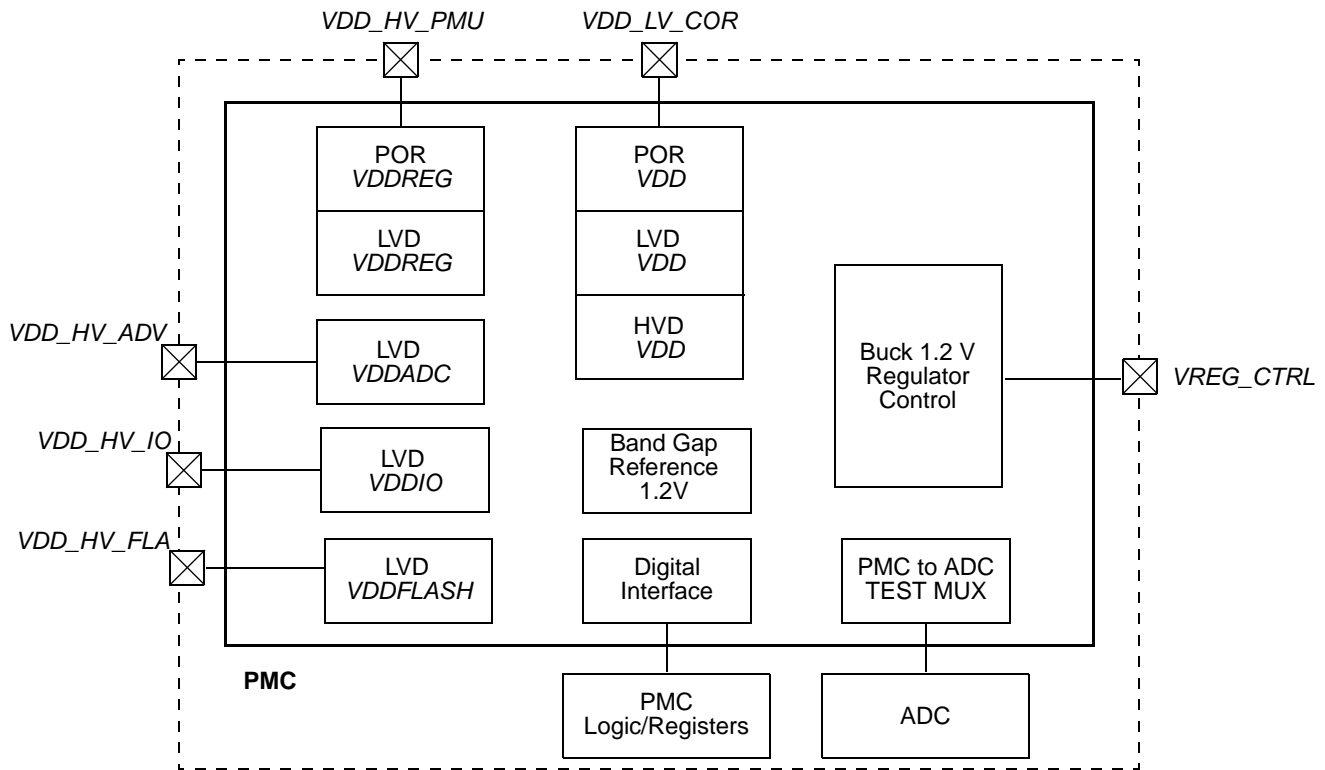 VDD_HV_PMU
VDD_LV_COR
POR
VDDREG
LVD
VDDREG
POR
VDD
LVD
VDD
HVD
VDD
VDD_HV_ADV
LVD
VDDADC
Buck 1.2 V
Regulator
Control
VREG_CTRL
VDD_HV_IO
LVD
VDDIO
Band Gap
Reference
1.2V
VDD_HV_FLA
LVD
VDDFLASH
Digital
Interface
PMC to ADC
TEST MUX
PMC
PMC
Logic/Registers
ADC